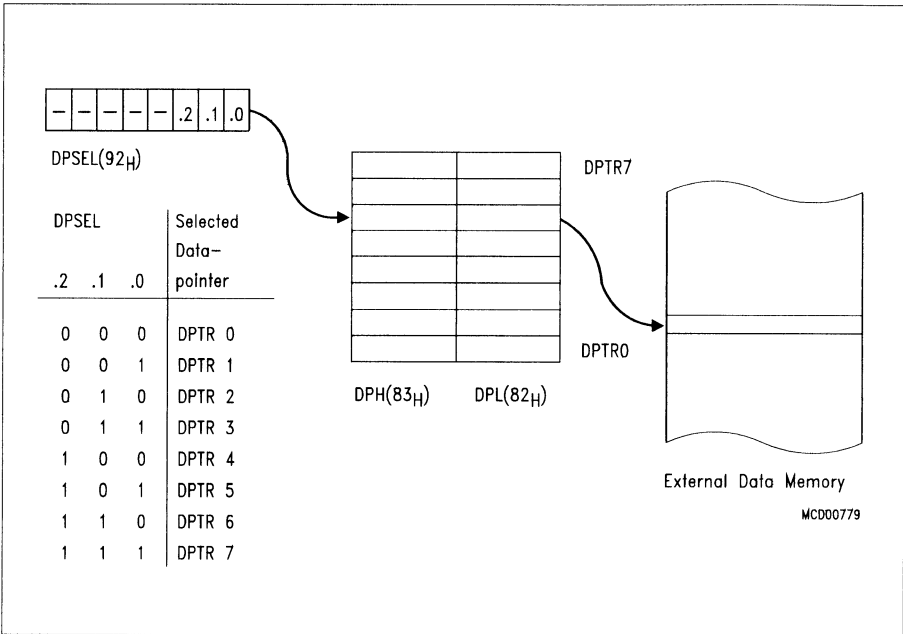 – – – – – .2 .1 .0
DPSEL(92H)
DPSEL Selected
Data–
.2 .1 .0 pointer
0 0 0 DPTR 0
0 0 1 DPTR 1
0 1 0 DPTR 2
0 1 1 DPTR 3
1 0 0 DPTR 4
1 0 1 DPTR 5
1 1 0 DPTR 6
1 1 1 DPTR 7
DPTR7
DPTR0
DPH(83H) DPL(82H)
External Data Memory
MCD00779